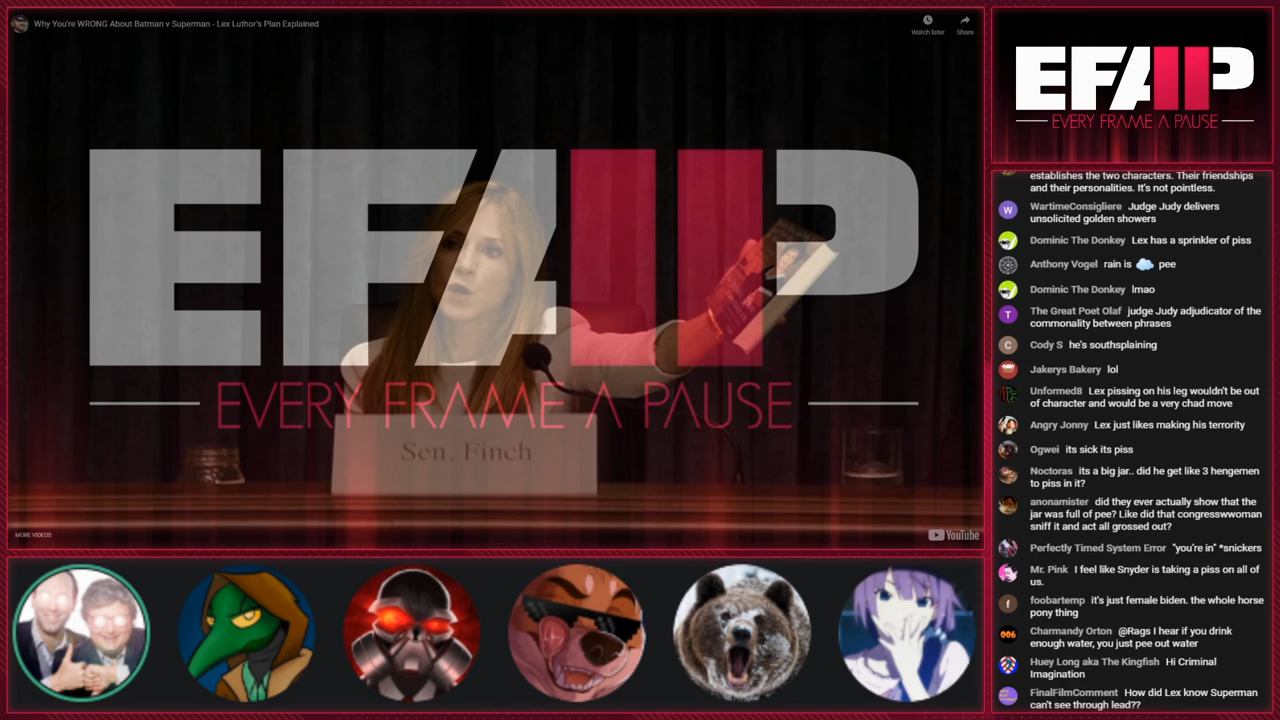 Why You're WRONG About Batman v Superman - Lex Luthor's Plan Explained
Watch later
Share
EFAP
EVERY FRAME A PAUSE
Sen. Finch
MORE VIDEOS
YouTube
EFAP
EVERY FRAME A PAUSE
establishes the two characters. Their friendships
and their personalities. It's not pointless.
W
WartimeConsigliere Judge Judy delivers
unsolicited golden showers
Dominic The Donkey Lex has a sprinkler of piss
Anthony Vogel rain is ☁️ pee
Dominic The Donkey lmao
T
The Great Poet Olaf judge Judy adjudicator of the
commonality between phrases
C
Cody S he's southsplaining
Jakerys Bakery lol
Unformed8 Lex pissing on his leg wouldn't be out
of character and would be a very chad move
Angry Jonny Lex just likes making his terrority
Ogwei its sick its piss
Noctoras its a big jar.. did he get like 3 hengemen
to piss in it?
anonamister did they ever actually show that the
jar was full of pee? Like did that congresswwoman
sniff it and act all grossed out?
Perfectly Timed System Error "you're in" *snickers
Mr. Pink I feel like Snyder is taking a piss on all of
us.
f
foobartemp it's just female biden. the whole horse
pony thing
006
Charmandy Orton @Rags I hear if you drink
enough water, you just pee out water
Huey Long aka The Kingfish Hi Criminal
Imagination
FinalFilmComment How did Lex know Superman
can't see through lead??